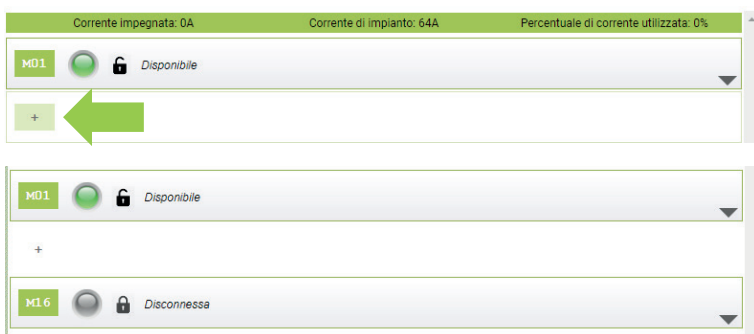 Corrente impegnata: 0A Corrente di impianto: 64A Percentuale di corrente utilizzata: 0%
M01 Disponibile
+
M01 Disponibile
+
M16 Disconnessa